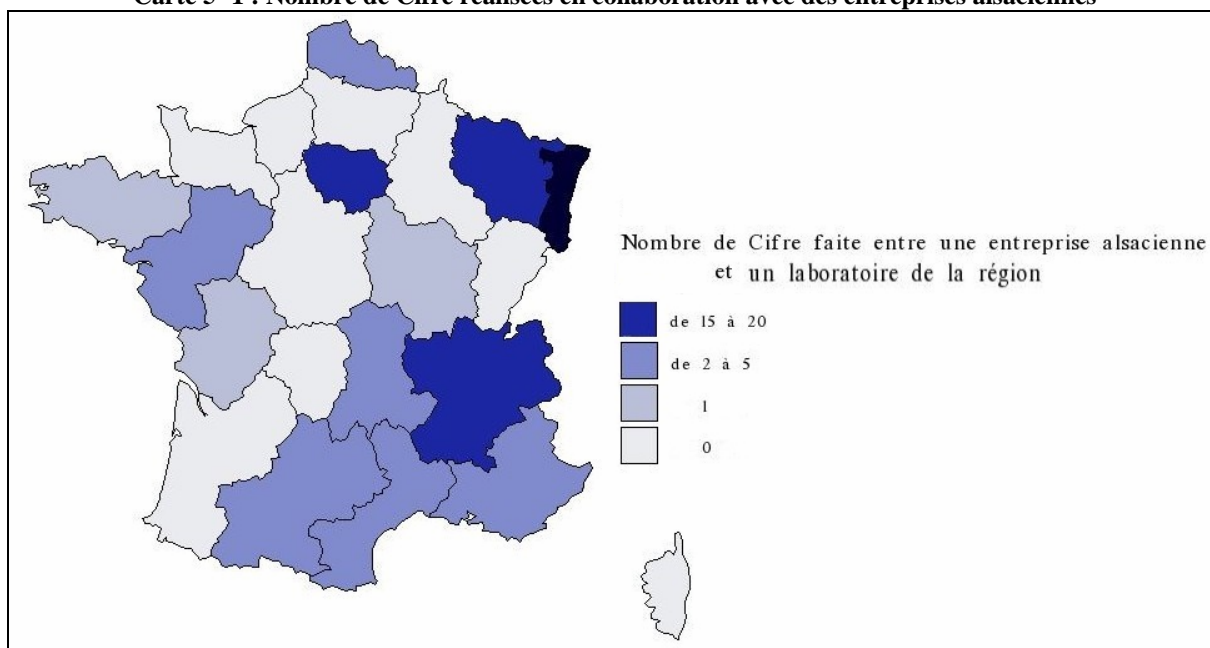 Carte 3- 1 : Nombre de Cifre réalisées en collaboration avec des entreprises alsaciennes
Nombre de Cifre faite entre une entreprise alsacienne
et un laboratoire de la région
de 15 à 20
de 2 à 5
1
0